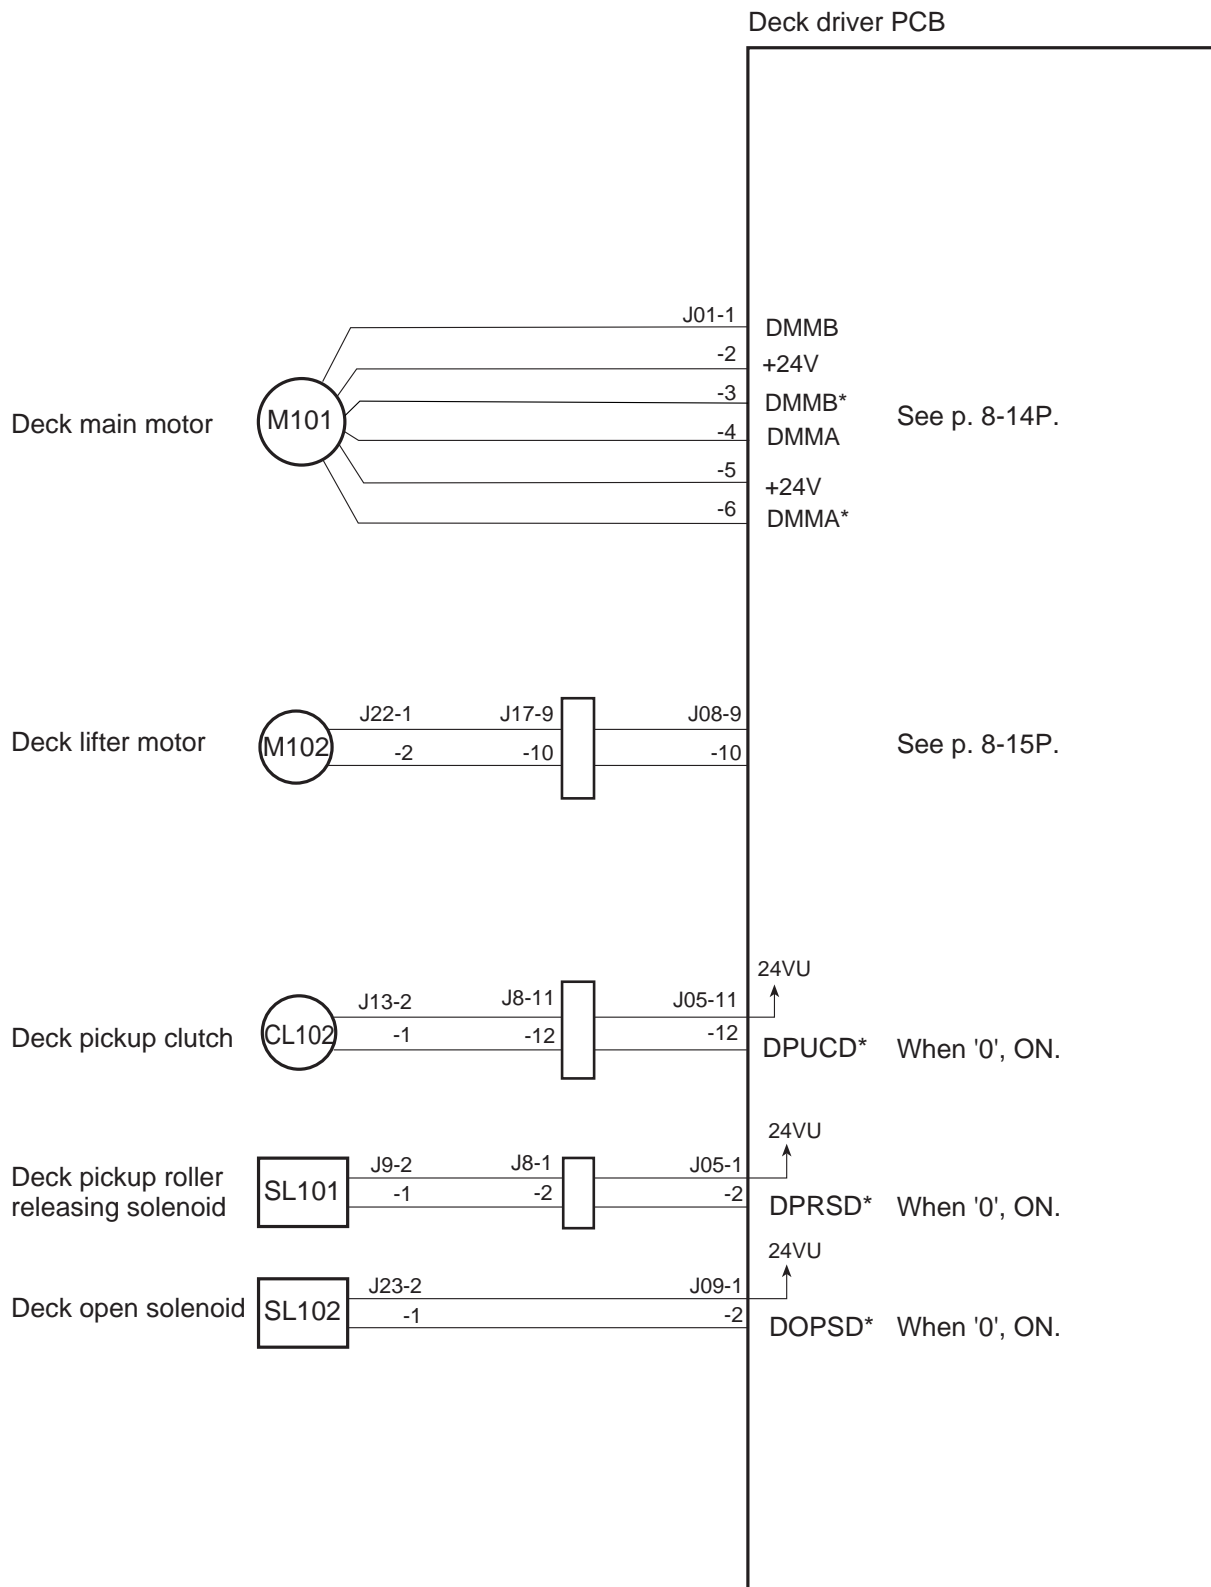 Deck driver PCB
J01-1
DMMB
-2
+24V
-3
DMMB*
Deck main motor
M101
See p. 8-14P.
-4
DMMA
-5
+24V
-6
DMMA*
J22-1
J17-9
J08-9
Deck lifter motor
M102
-2
-10
-10
See p. 8-15P.
24VU
J13-2
J8-11
J05-11
Deck pickup clutch
CL102
-1
-12
-12
DPUCD*
When '0', ON.
24VU
J9-2
J8-1
J05-1
Deck pickup roller
releasing solenoid
SL101
-1
-2
-2
DPRSD*
When '0', ON.
24VU
J23-2
J09-1
Deck open solenoid
SL102
-1
-2
DOPSD*
When '0', ON.